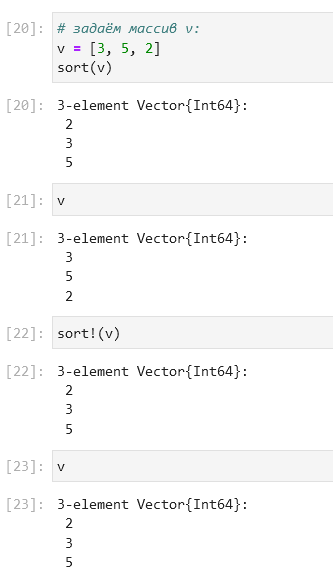 [20]: # задаём массив v:
v = [3, 5, 2]
sort(v)
[20]: 3-element Vector{Int64}:
2
3
5
[21]: v
[21]: 3-element Vector{Int64}:
3
5
2
[22]: sort!(v)
[22]: 3-element Vector{Int64}:
2
3
5
[23]: v
[23]: 3-element Vector{Int64}:
2
3
5